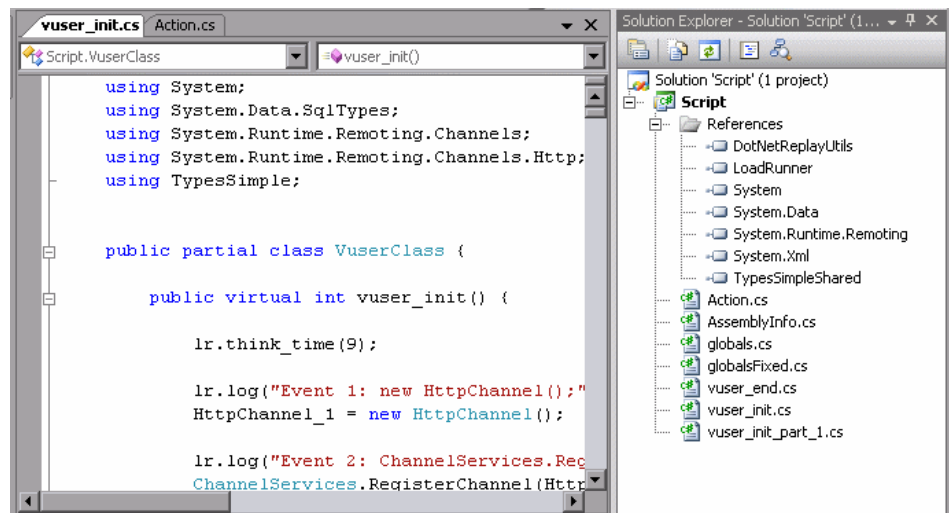 vuser_init.cs Action.cs
Script.VuserClass
vuser_init()
using System;
using System.Data.SqlTypes;
using System.Runtime.Remoting.Channels;
using System.Runtime.Remoting.Channels.Http;
using TypesSimple;
public partial class VuserClass {
public virtual int vuser_init() {
lr.think_time(9);
lr.log("Event 1: new HttpChannel();"
HttpChannel_1 = new HttpChannel();
lr.log("Event 2: ChannelServices.Reg
ChannelServices.RegisterChannel(Http
Solution Explorer - Solution 'Script' (1...
Solution 'Script' (1 project)
Script
References
DotNetReplayUtils
LoadRunner
System
System.Data
System.Runtime.Remoting
System.Xml
TypesSimpleShared
Action.cs
AssemblyInfo.cs
globals.cs
globalsFixed.cs
vuser_end.cs
vuser_init.cs
vuser_init_part_1.cs